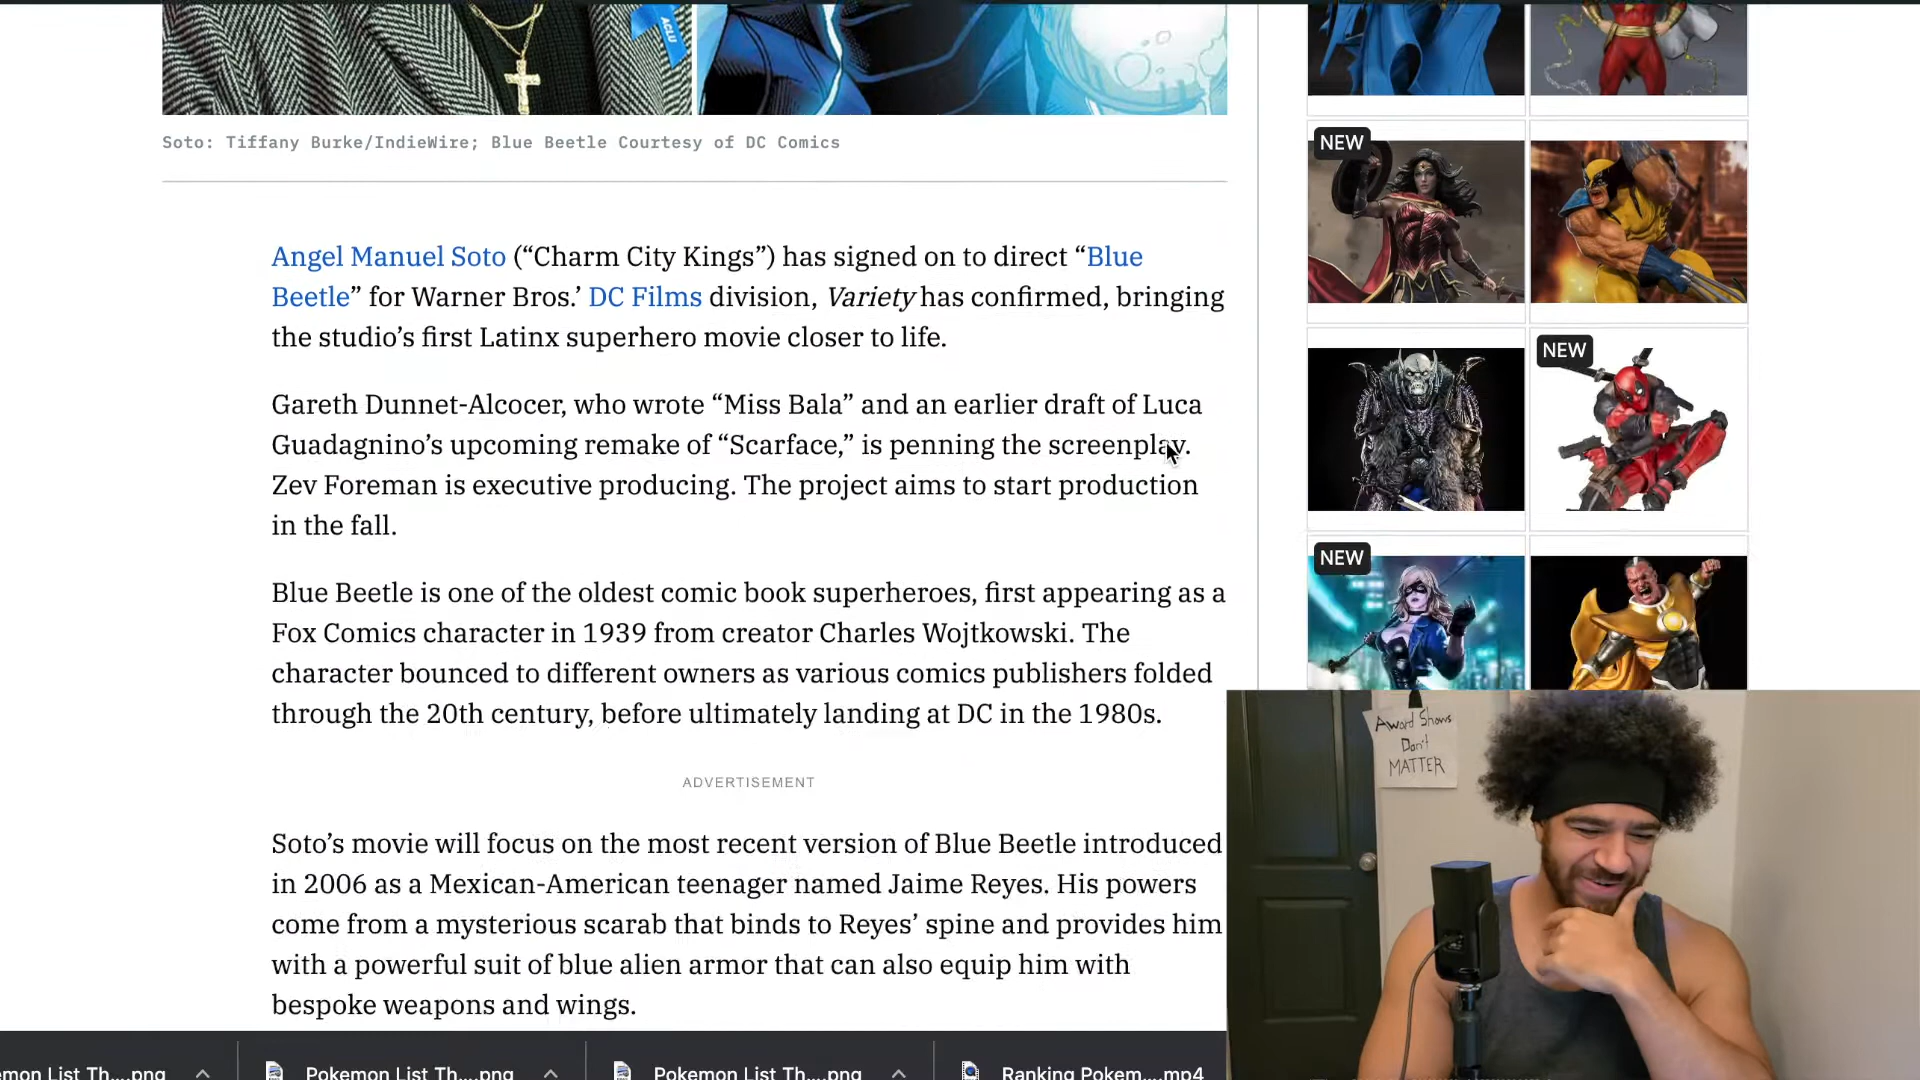 ACLU
Soto: Tiffany Burke/IndieWire; Blue Beetle Courtesy of DC Comics
Angel Manuel Soto (“Charm City Kings”) has signed on to direct “Blue
Beetle” for Warner Bros.’ DC Films division, Variety has confirmed, bringing
the studio’s first Latinx superhero movie closer to life.
Gareth Dunnet-Alcocer, who wrote “Miss Bala” and an earlier draft of Luca
Guadagnino’s upcoming remake of “Scarface,” is penning the screenplay.
Zev Foreman is executive producing. The project aims to start production
in the fall.
Blue Beetle is one of the oldest comic book superheroes, first appearing as a
Fox Comics character in 1939 from creator Charles Wojtkowski. The
character bounced to different owners as various comics publishers folded
through the 20th century, before ultimately landing at DC in the 1980s.
ADVERTISEMENT
Soto’s movie will focus on the most recent version of Blue Beetle introduced
in 2006 as a Mexican-American teenager named Jaime Reyes. His powers
come from a mysterious scarab that binds to Reyes’ spine and provides him
with a powerful suit of blue alien armor that can also equip him with
bespoke weapons and wings.
NEW
NEW
NEW
Award Shows
Don't
MATTER
emon List Th....png
Pokemon List Th....png
Pokemon List Th....png
Ranking Pokem....mp4